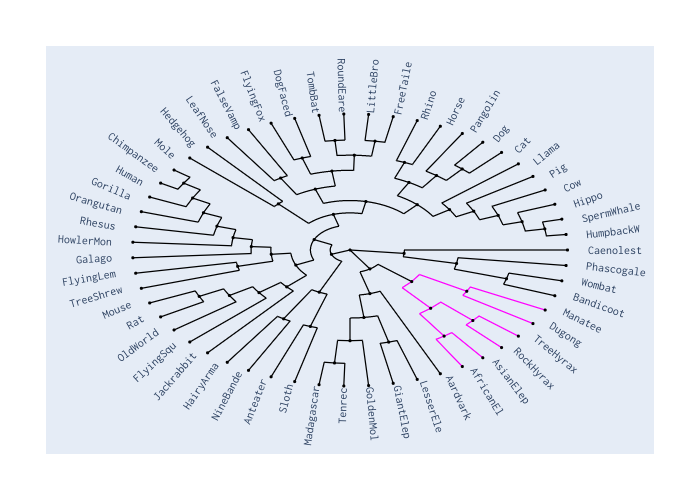 RoundEare
LittleBro
FreeTaile
Rhino
Horse
Pangolin
Dog
Cat
Llama
Pig
Cow
Hippo
SpermWhale
HumpbackW
Caenolest
Phascogale
Wombat
Bandicoot
Manatee
Dugong
TreeHyrax
RockHyrax
AsianElep
AfricanEl
Aardvark
LesserEle
GiantElep
GoldenMol
Tenrec
Madagascar
Sloth
Anteater
NineBande
HairyArma
Jackrabbit
FlyingSqu
OldWorld
Rat
Mouse
TreeShrew
FlyingLem
Galago
HowlerMon
Rhesus
Orangutan
Gorilla
Human
Chimpanzee
Mole
Hedgehog
LeafNose
FalseVamp
FlyingFox
DogFaced
TombBat